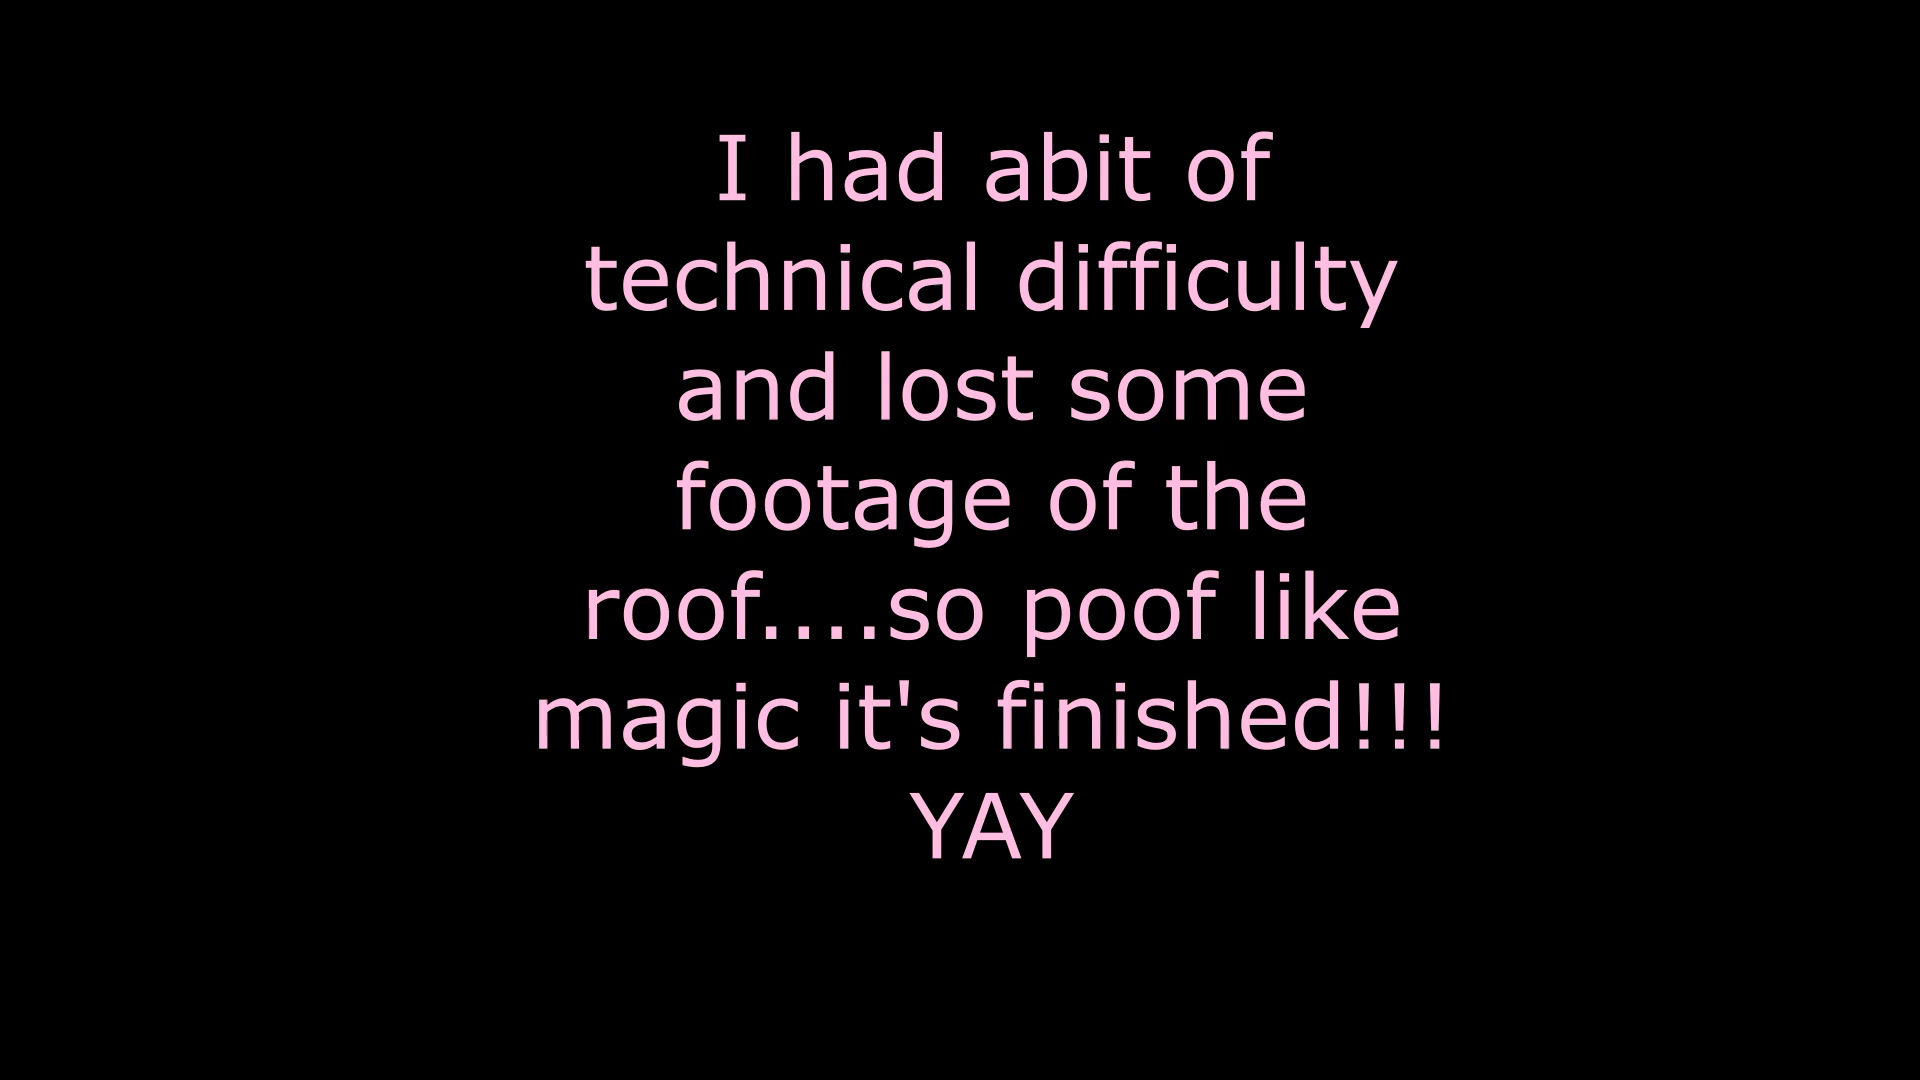 I had abit of
technical difficulty
and lost some
footage of the
roof....so poof like
magic it's finished!!!
YAY